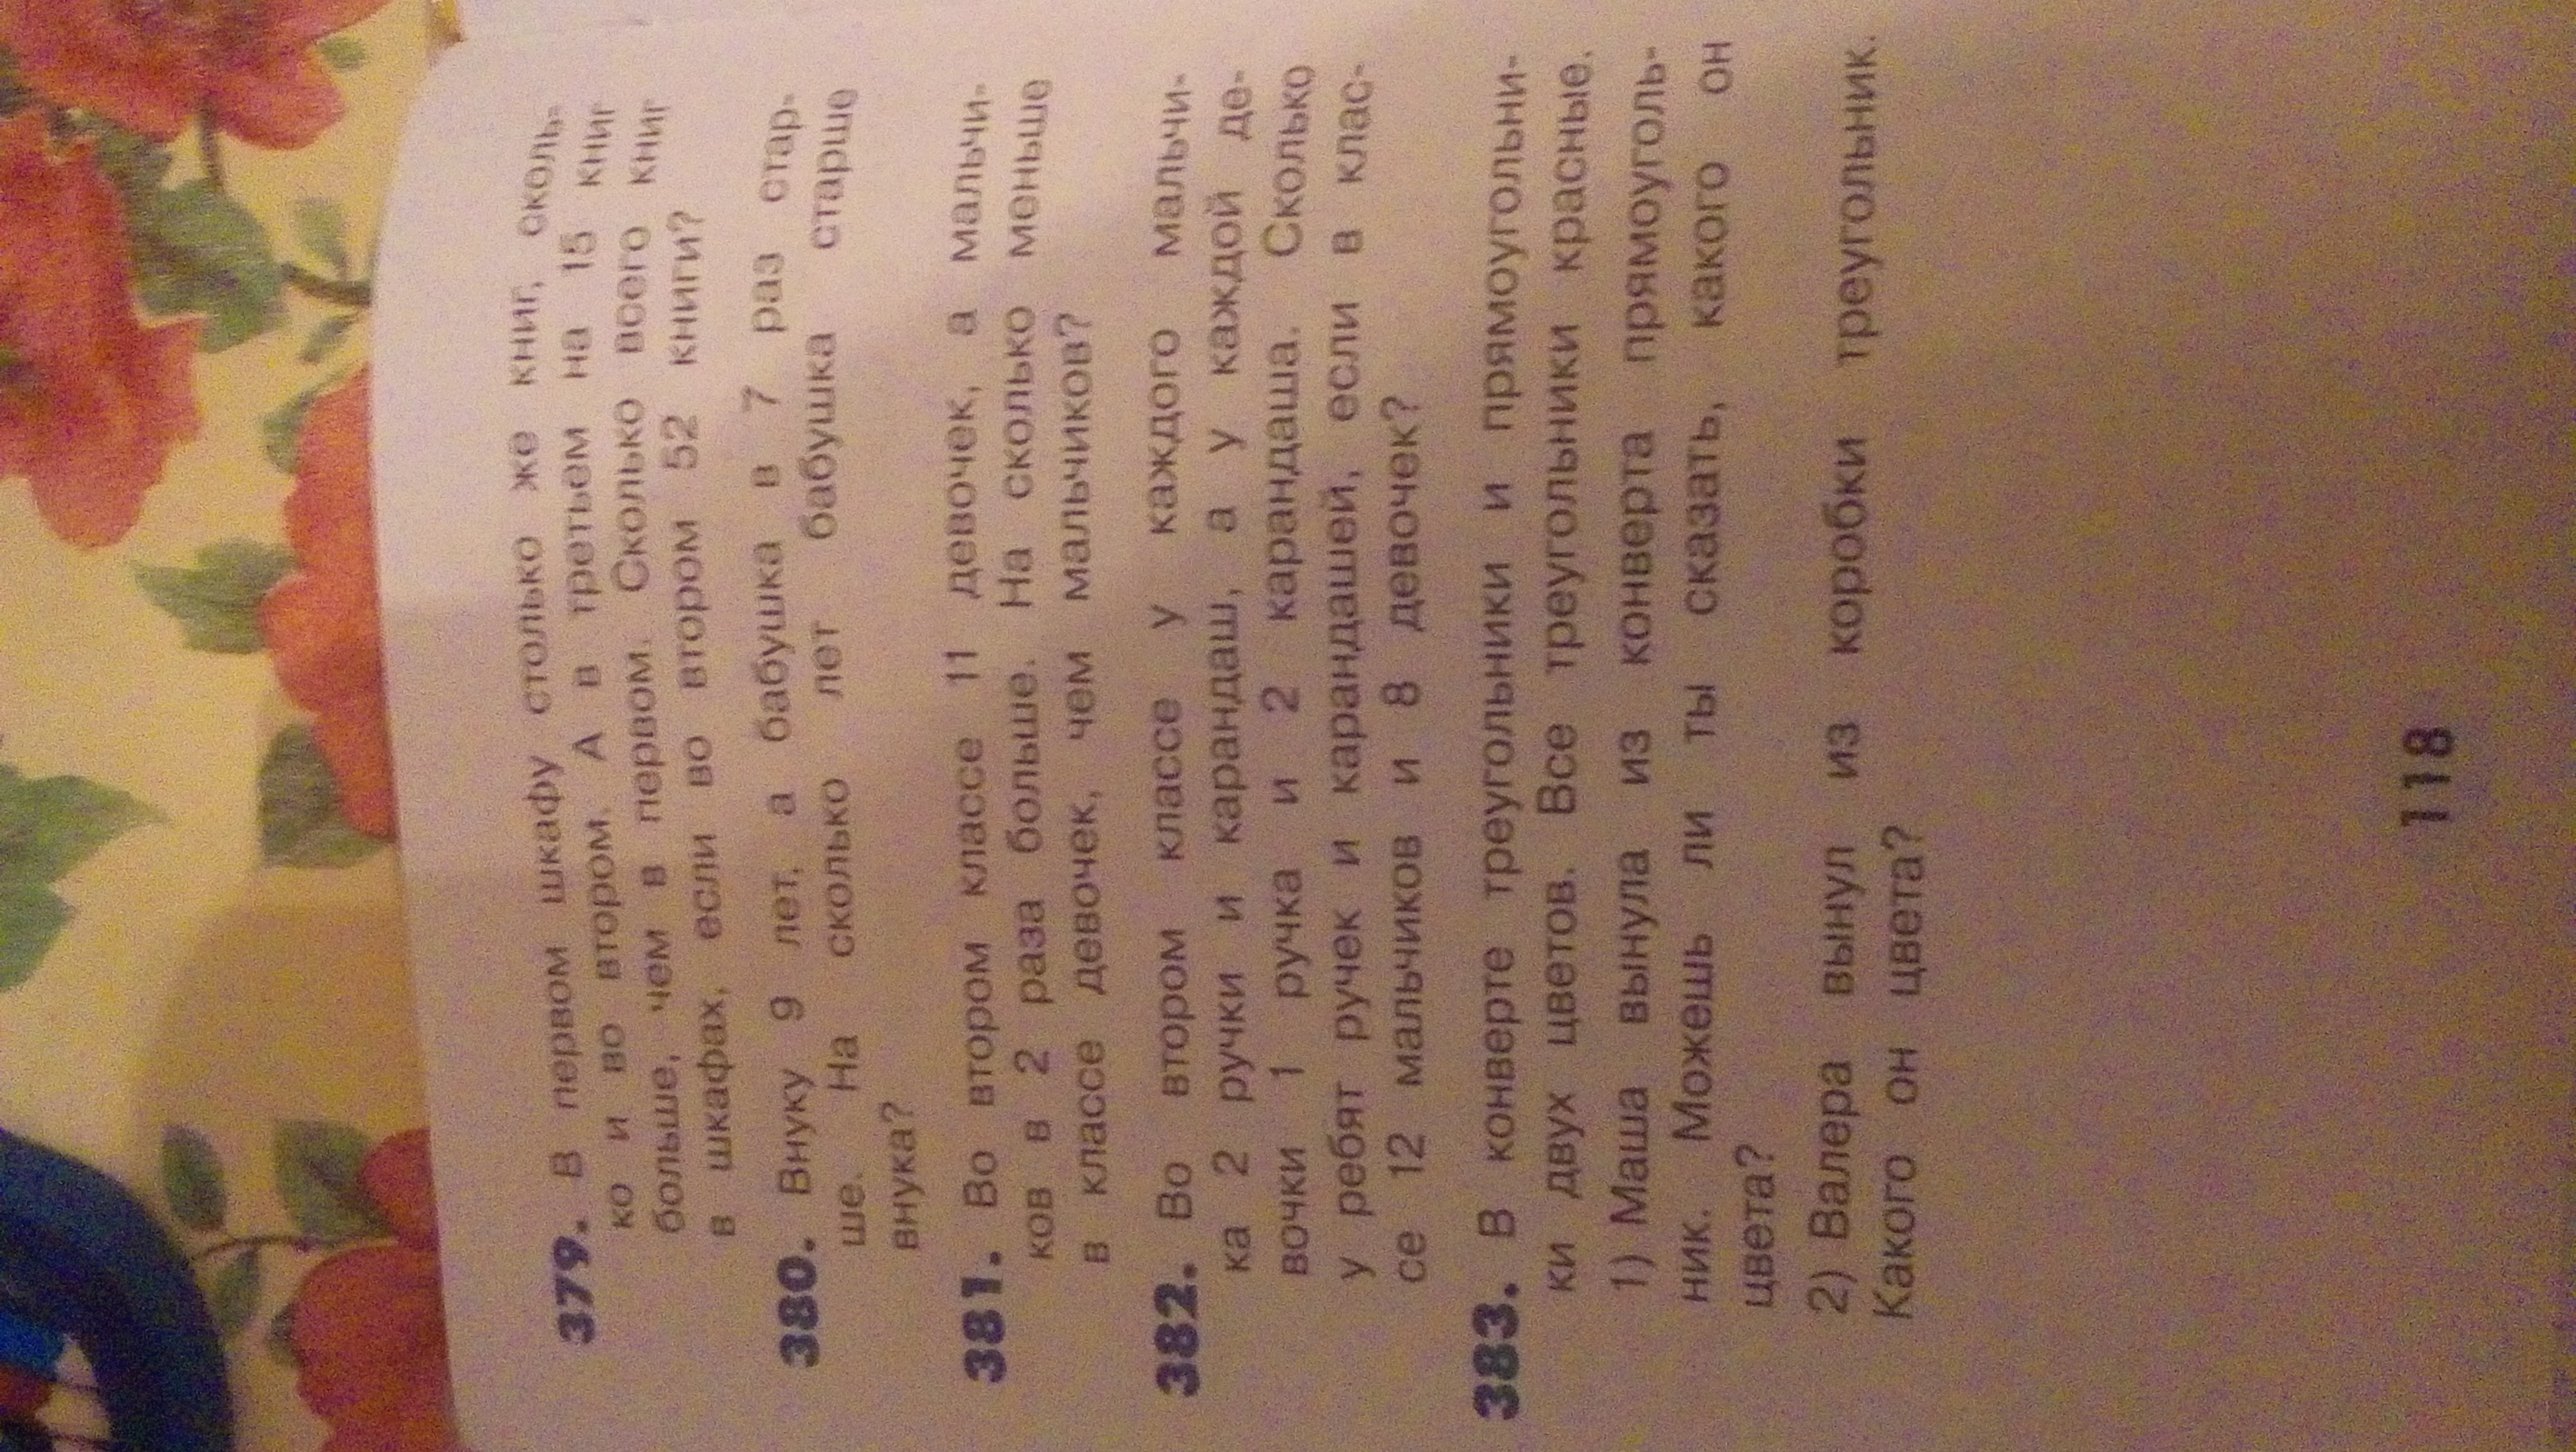 379. В первом шкафу столько же книг, сколь-
ко и во втором. А в третьем на 15 книг
больше, чем в первом. Сколько всего книг
в шкафах, если во втором 52 книги?
380. Внуку 9 лет, а бабушка в 7 раз стар-
ше. На сколько лет бабушка старше
внука?
381. Во втором классе 11 девочек, а мальчи-
ков в 2 раза больше. На сколько меньше
в классе девочек, чем мальчиков?
382. Во втором классе у каждого мальчи-
ка 2 ручки и карандаш, а у каждой де-
вочки 1 ручка и 2 карандаша. Сколько
у ребят ручек и карандашей, если в клас-
се 12 мальчиков и 8 девочек?
383. В конверте треугольники и прямоугольни-
ки двух цветов. Все треугольники красные.
1) Маша вынула из конверта прямоуголь-
ник. Можешь ли ты сказать, какого он
цвета?
2) Валера вынул из коробки треугольник.
Какого он цвета?
118